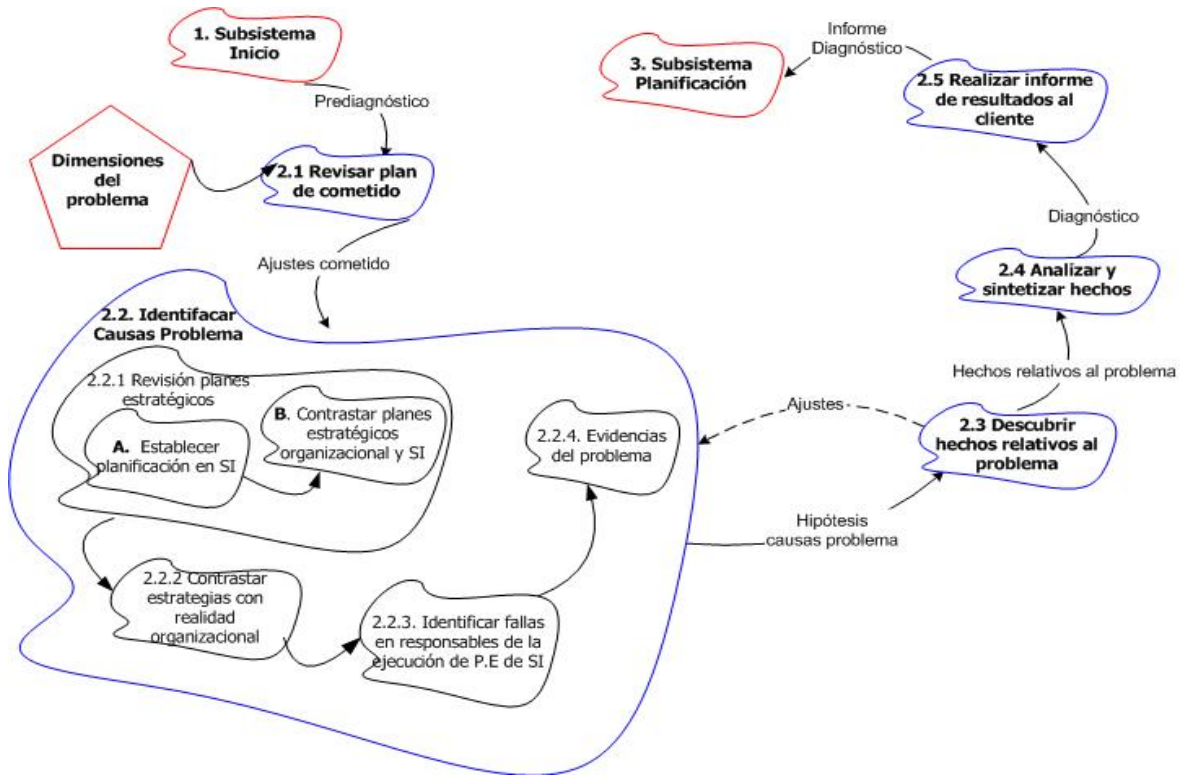 1. Subsistema
Inicio
Prediagnóstico
Dimensiones
del
problema
2.1 Revisar plan
de cometido
Ajustes cometido
2.2. Identifacar
Causas Problema
2.2.1 Revisión planes
estratégicos
A. Establecer
planificación en SI
B. Contrastar planes
estratégicos
organizacional y SI
2.2.2 Contrastar
estrategias con
realidad
organizacional
2.2.3. Identificar fallas
en responsables de la
ejecución de P.E de SI
2.2.4. Evidencias
del problema
Hipótesis
causas problema
Ajustes
2.3 Descubrir
hechos relativos al
problema
Hechos relativos al problema
2.4 Analizar y
sintetizar hechos
Diagnóstico
2.5 Realizar informe
de resultados al
cliente
Informe
Diagnóstico
3. Subsistema
Planificación